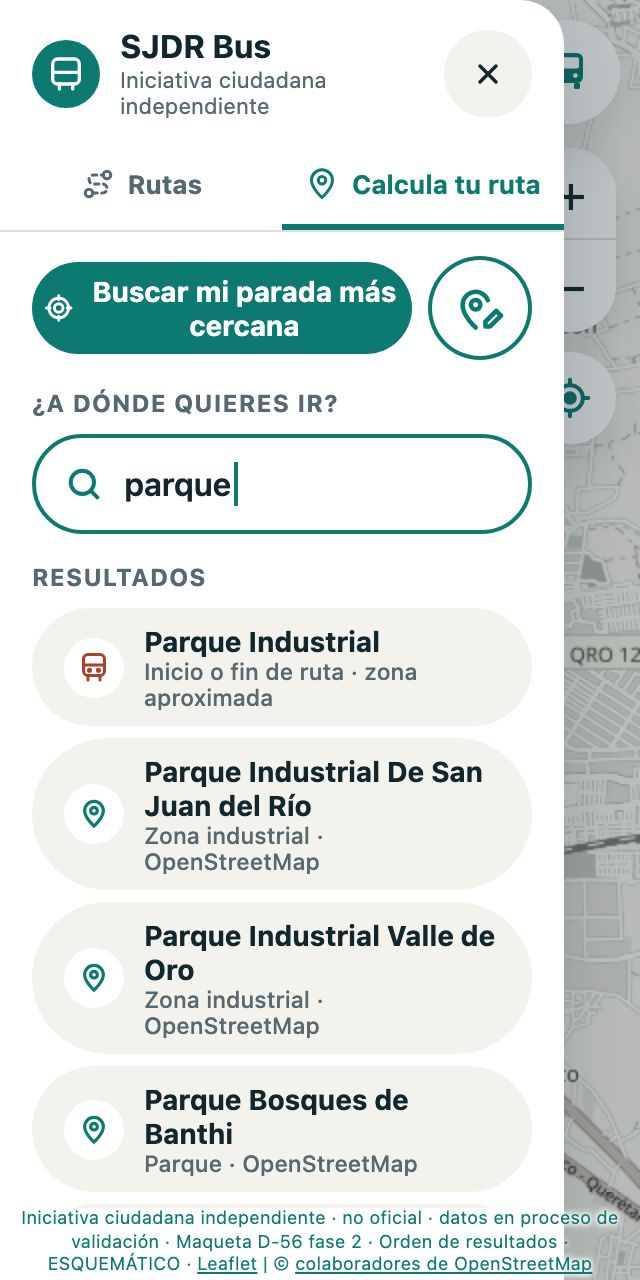 SJDR Bus
Iniciativa ciudadana
independiente
Rutas
Calcula tu ruta
Buscar mi parada más
cercana
¿A DÓNDE QUIERES IR?
parque
RESULTADOS
Parque Industrial
Inicio o fin de ruta · zona
aproximada
QRO 12
Parque Industrial De San
Juan del Río
Zona industrial ·
OpenStreetMap
Parque Industrial Valle de
Oro
Zona industrial ·
OpenStreetMap
Parque Bosques de
Banthi
Parque · OpenStreetMap
Iniciativa ciudadana independiente · no oficial · datos en proceso de
validación · Maqueta D-56 fase 2 · Orden de resultados ·
ESQUEMÁTICO · Leaflet | © colaboradores de OpenStreetMap